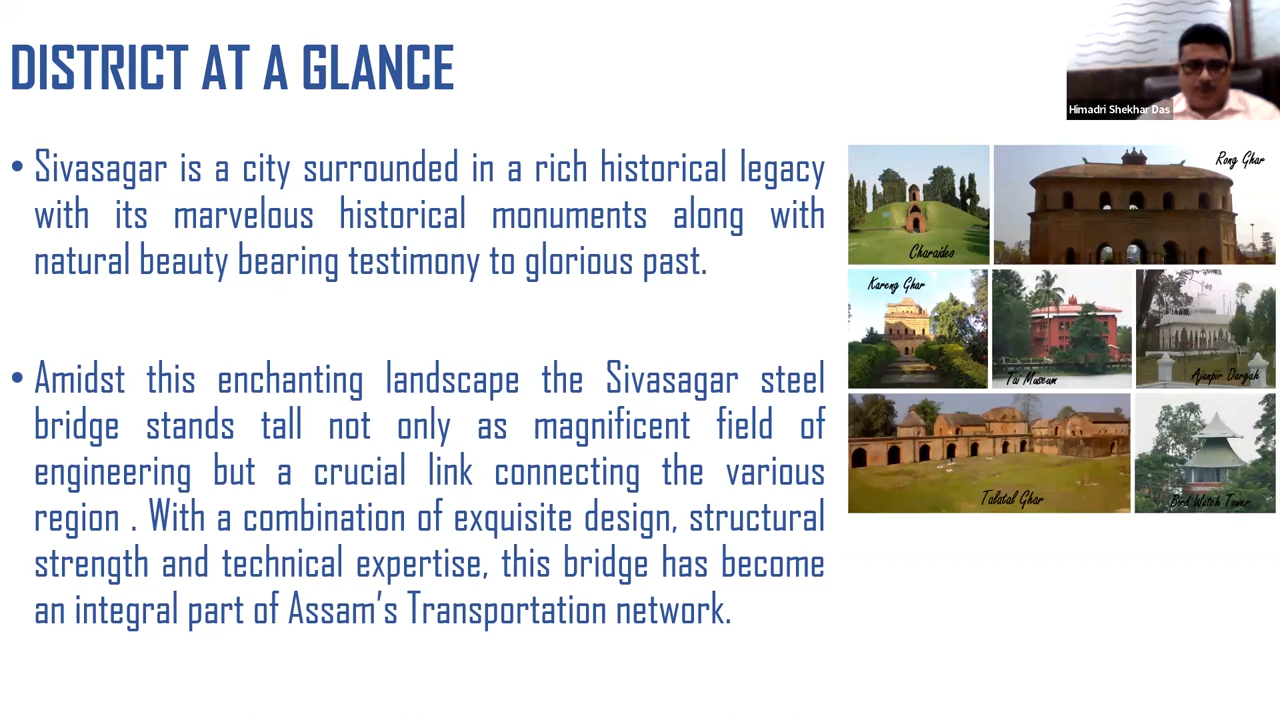 DISTRICT AT A GLANCE
Himadri Shekhar Das
• Sivasagar is a city surrounded in a rich historical legacy
with its marvelous historical monuments along with
natural beauty bearing testimony to glorious past.
• Amidst this enchanting landscape the Sivasagar steel
bridge stands tall not only as magnificent field of
engineering but a crucial link connecting the various
region . With a combination of exquisite design, structural
strength and technical expertise, this bridge has become
an integral part of Assam's Transportation network.
Charaideo
Rong Ghar
Kareng Ghar
Tai Museum
Ajanpir Dargah
Talatal Ghar
Bird Watch Tower